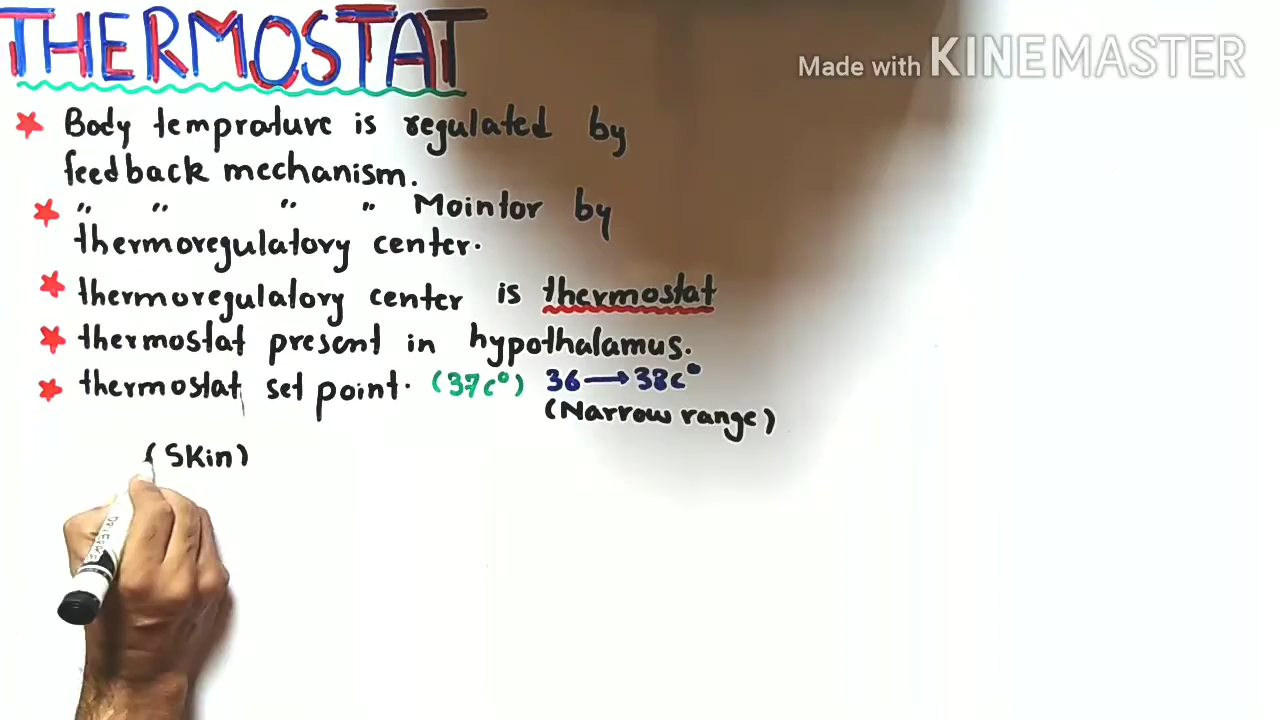 THERMOSTAT
Made with KINEMASTER
Body temprature is regulated by
feedback mechanism.
" " " " Mointor by
thermoregulatory center.
thermoregulatory center is thermostat
thermostat present in hypothalamus.
thermostat set point. (37c°) 36→38c°
(Narrow range)
(Skin)